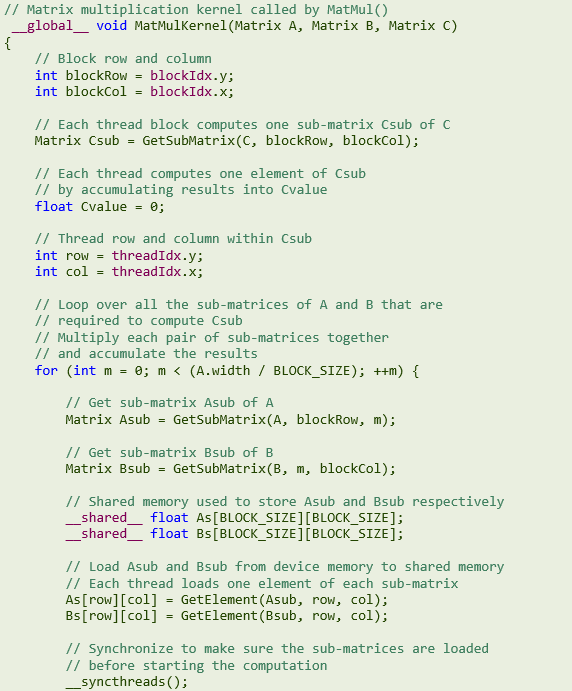 // Matrix multiplication kernel called by MatMul()
__global__ void MatMulKernel(Matrix A, Matrix B, Matrix C)
{
// Block row and column
int blockRow = blockIdx.y;
int blockCol = blockIdx.x;
// Each thread block computes one sub-matrix Csub of C
Matrix Csub = GetSubMatrix(C, blockRow, blockCol);
// Each thread computes one element of Csub
// by accumulating results into Cvalue
float Cvalue = 0;
// Thread row and column within Csub
int row = threadIdx.y;
int col = threadIdx.x;
// Loop over all the sub-matrices of A and B that are
// required to compute Csub
// Multiply each pair of sub-matrices together
// and accumulate the results
for (int m = 0; m < (A.width / BLOCK_SIZE); ++m) {
// Get sub-matrix Asub of A
Matrix Asub = GetSubMatrix(A, blockRow, m);
// Get sub-matrix Bsub of B
Matrix Bsub = GetSubMatrix(B, m, blockCol);
// Shared memory used to store Asub and Bsub respectively
__shared__ float As[BLOCK_SIZE][BLOCK_SIZE];
__shared__ float Bs[BLOCK_SIZE][BLOCK_SIZE];
// Load Asub and Bsub from device memory to shared memory
// Each thread loads one element of each sub-matrix
As[row][col] = GetElement(Asub, row, col);
Bs[row][col] = GetElement(Bsub, row, col);
// Synchronize to make sure the sub-matrices are loaded
// before starting the computation
__syncthreads();